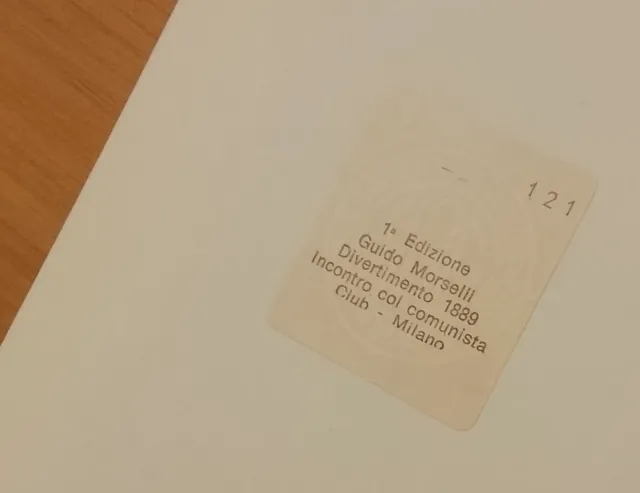 121
1ª Edizione
Guido Morselli
Divertimento 1889
Incontro col comunista
Club - Milano